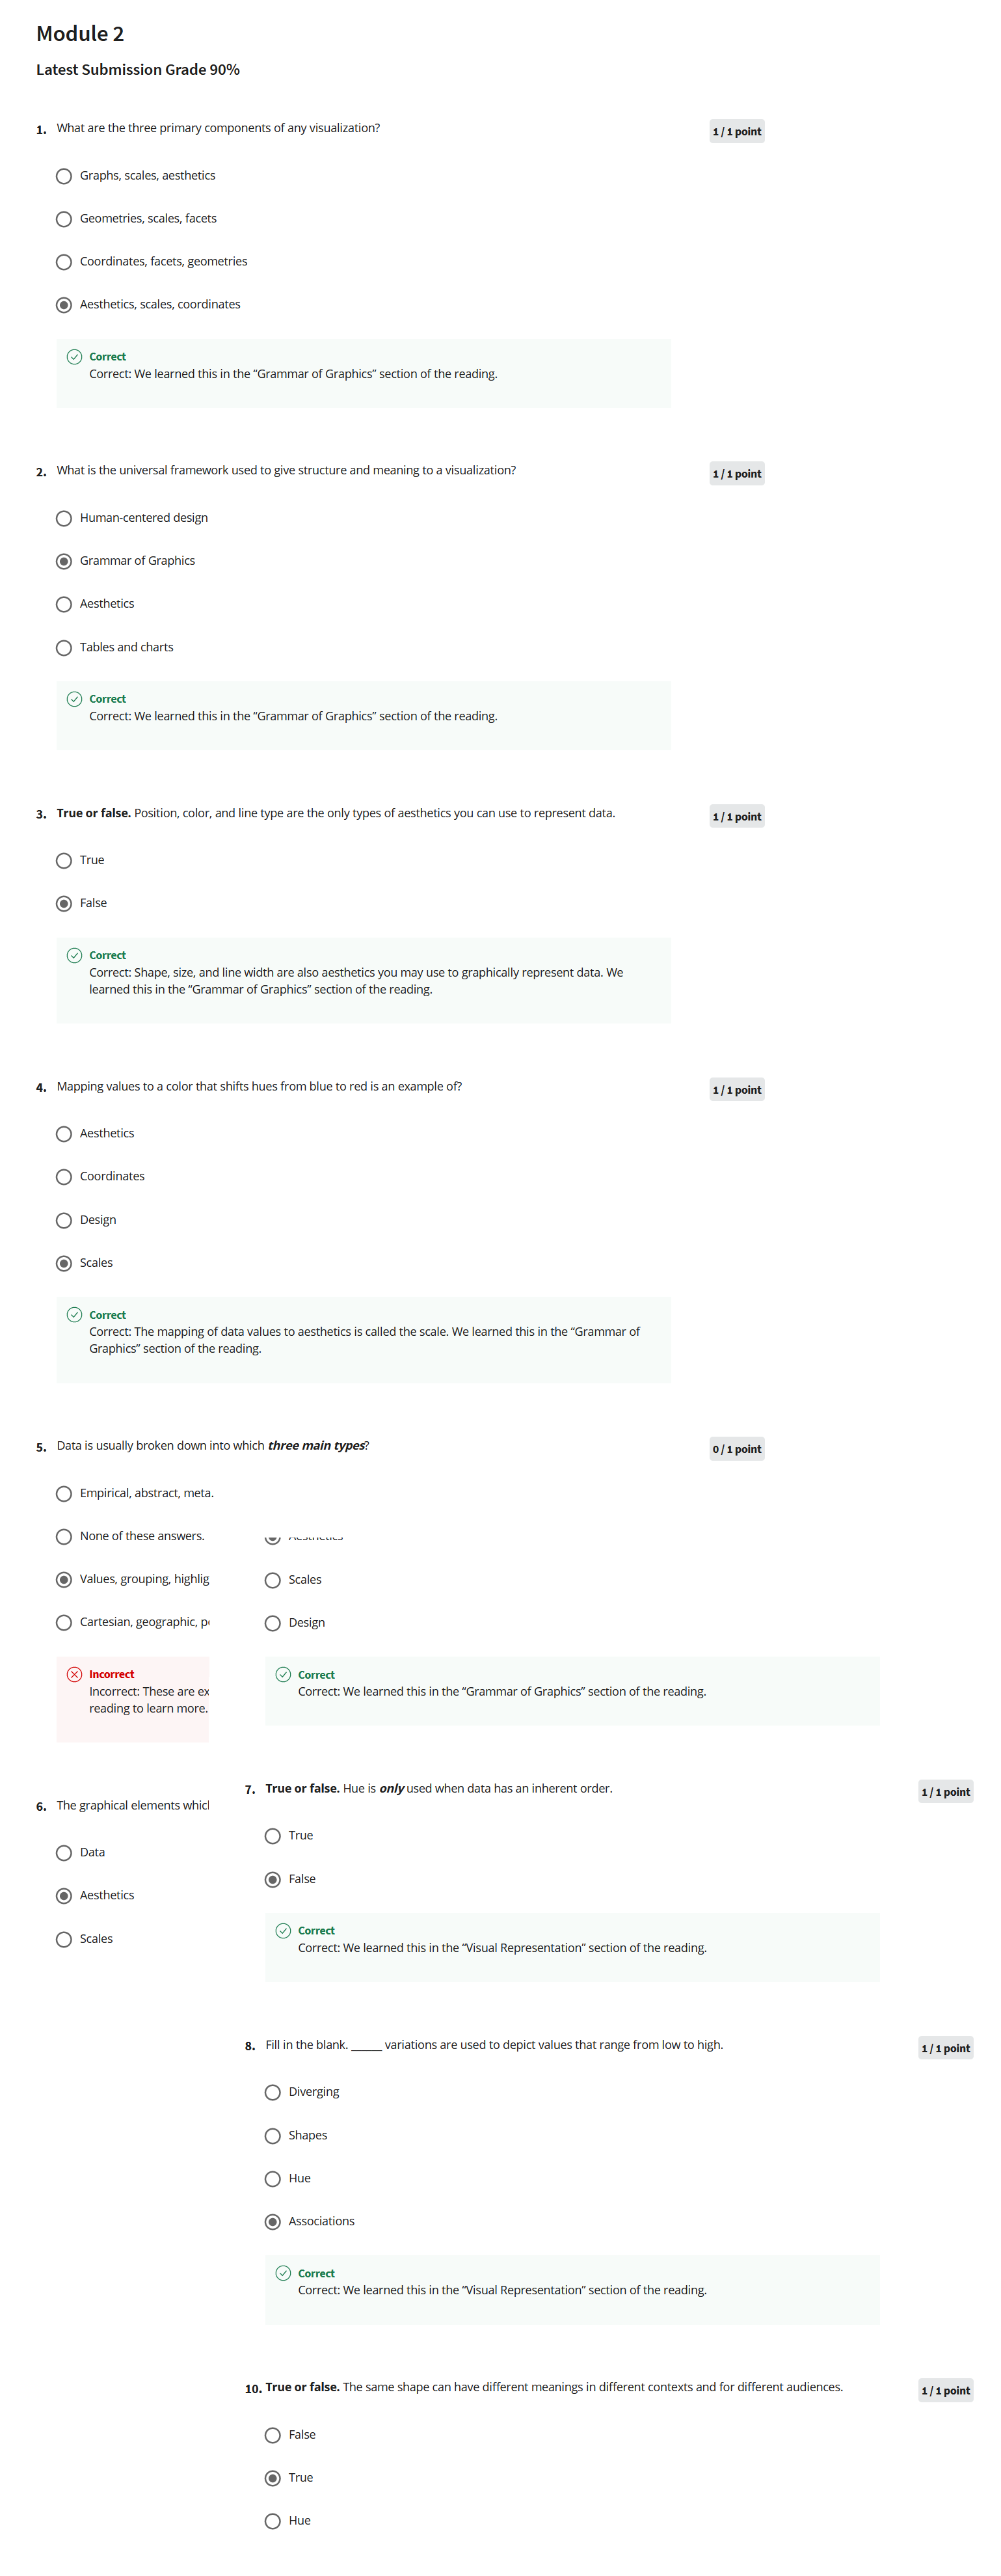 Module 2
Latest Submission Grade 90%
1. What are the three primary components of any visualization?
1 / 1 point
Graphs, scales, aesthetics
Geometries, scales, facets
Coordinates, facets, geometries
Aesthetics, scales, coordinates
Correct
Correct: We learned this in the “Grammar of Graphics” section of the reading.
2. What is the universal framework used to give structure and meaning to a visualization?
1 / 1 point
Human-centered design
Grammar of Graphics
Aesthetics
Tables and charts
Correct
Correct: We learned this in the “Grammar of Graphics” section of the reading.
3. True or false. Position, color, and line type are the only types of aesthetics you can use to represent data.
1 / 1 point
True
False
Correct
Correct: Shape, size, and line width are also aesthetics you may use to graphically represent data. We
learned this in the “Grammar of Graphics” section of the reading.
4. Mapping values to a color that shifts hues from blue to red is an example of?
1 / 1 point
Aesthetics
Coordinates
Design
Scales
Correct
Correct: The mapping of data values to aesthetics is called the scale. We learned this in the “Grammar of
Graphics” section of the reading.
5. Data is usually broken down into which three main types?
0 / 1 point
Empirical, abstract, meta.
None of these answers.
Values, grouping, highlig
Cartesian, geographic,
Incorrect
Incorrect: These are ex
reading to learn more.
6. The graphical elements
Data
Aesthetics
Scales
Scales
Design
Correct
Correct: We learned this in the “Grammar of Graphics” section of the reading.
7. True or false. Hue is only used when data has an inherent order.
1 / 1 point
True
False
Correct
Correct: We learned this in the “Visual Representation” section of the reading.
8. Fill in the blank. _____ variations are used to depict values that range from low to high.
1 / 1 point
Diverging
Shapes
Hue
Associations
Correct
Correct: We learned this in the “Visual Representation” section of the reading.
10. True or false. The same shape can have different meanings in different contexts and for different audiences.
1 / 1 point
False
True
Hue